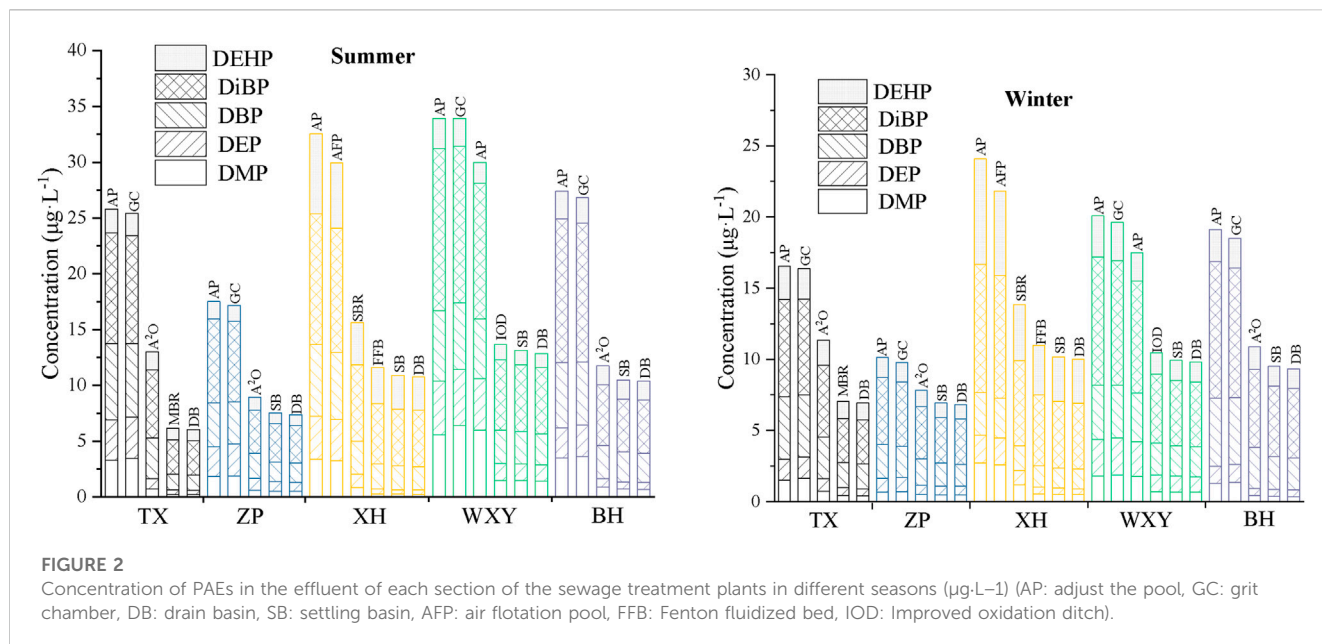 40
35
30
25
20
15
10
5
0
Concentration (μg·L⁻¹)
Summer
DEHP
DiBP
DBP
DEP
DMP
AP
GC
A²O
MBR
DB
AP
GC
A²O
SB
DB
AP
AFP
SBR
FFB
SB
DB
AP
GC
AP
IOD
SB
DB
AP
GC
A²O
SB
DB
TX
ZP
XH
WXY
BH
30
25
20
15
10
5
0
Concentration (μg·L⁻¹)
Winter
DEHP
DiBP
DBP
DEP
DMP
AP
GC
A²O
MBR
DB
AP
GC
A²O
SB
DB
AP
AFP
SBR
FFB
SB
DB
AP
GC
AP
IOD
SB
DB
AP
GC
A²O
SB
DB
TX
ZP
XH
WXY
BH
FIGURE 2
Concentration of PAEs in the effluent of each section of the sewage treatment plants in different seasons (μg·L–1) (AP: adjust the pool, GC: grit
chamber, DB: drain basin, SB: settling basin, AFP: air flotation pool, FFB: Fenton fluidized bed, IOD: Improved oxidation ditch).